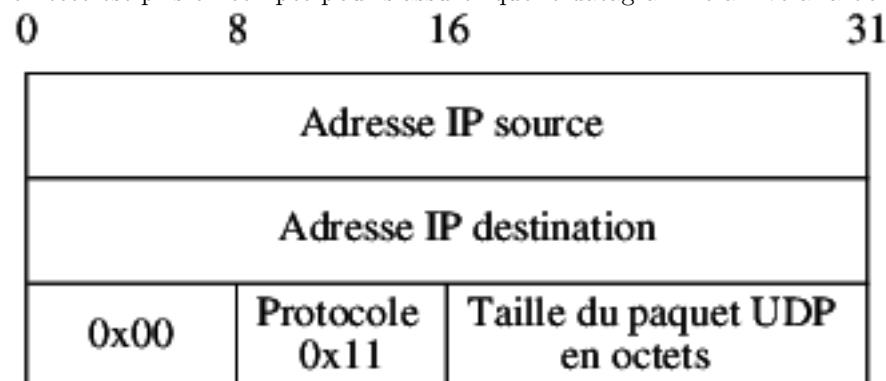 0 8 16 31
Adresse IP source
Adresse IP destination
0x00
Protocole
0x11
Taille du paquet UDP
en octets